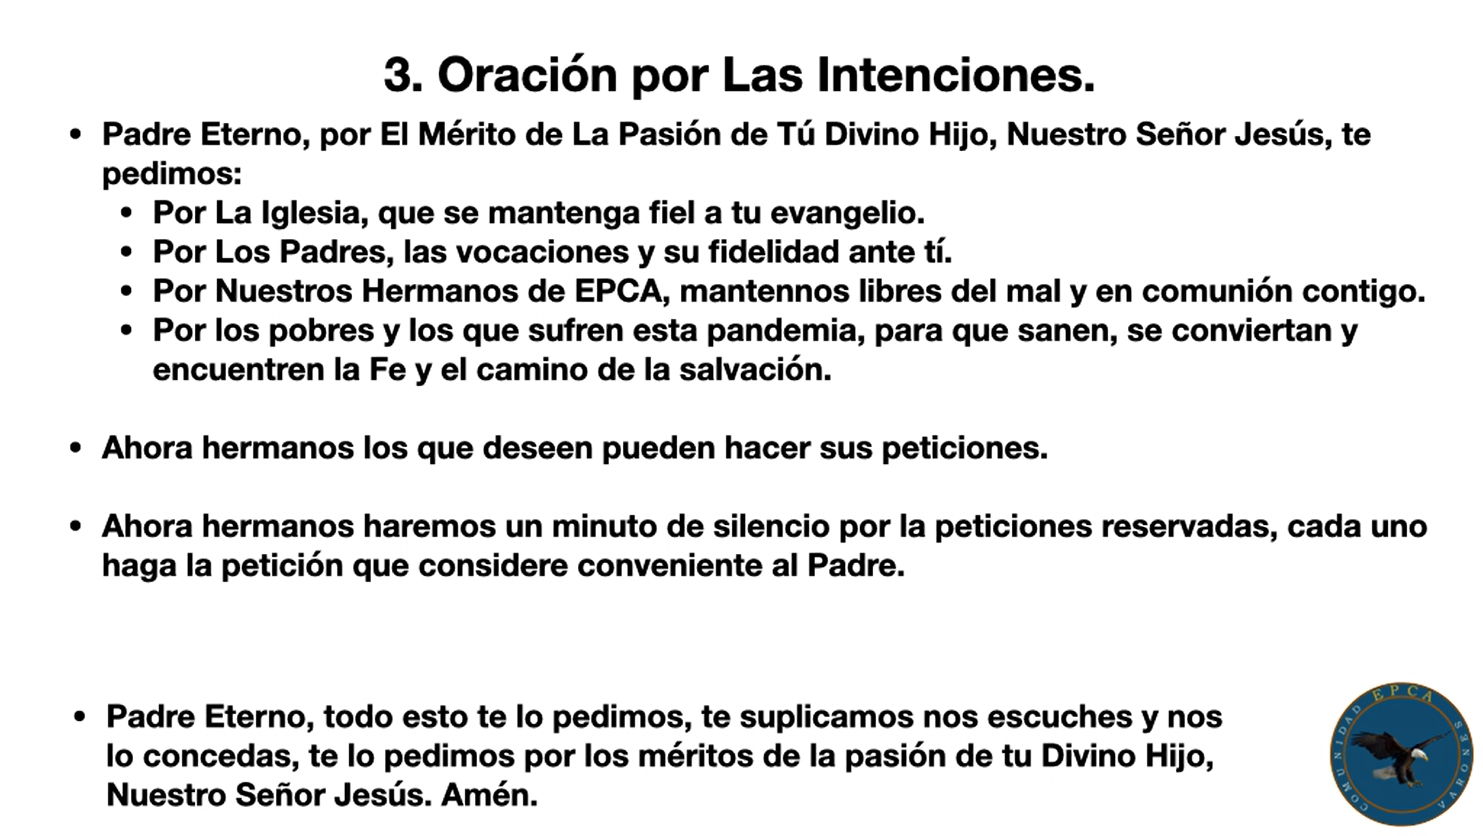 3. Oración por Las Intenciones.
• Padre Eterno, por El Mérito de La Pasión de Tú Divino Hijo, Nuestro Señor Jesús, te
pedimos:
• Por La Iglesia, que se mantenga fiel a tu evangelio.
• Por Los Padres, las vocaciones y su fidelidad ante tí.
• Por Nuestros Hermanos de EPCA, mantennos libres del mal y en comunión contigo.
• Por los pobres y los que sufren esta pandemia, para que sanen, se conviertan y
encuentren la Fe y el camino de la salvación.
• Ahora hermanos los que deseen pueden hacer sus peticiones.
• Ahora hermanos haremos un minuto de silencio por la peticiones reservadas, cada uno
haga la petición que considere conveniente al Padre.
• Padre Eterno, todo esto te lo pedimos, te suplicamos nos escuches y nos
lo concedas, te lo pedimos por los méritos de la pasión de tu Divino Hijo,
Nuestro Señor Jesús. Amén.
COMUNIDAD EPCA